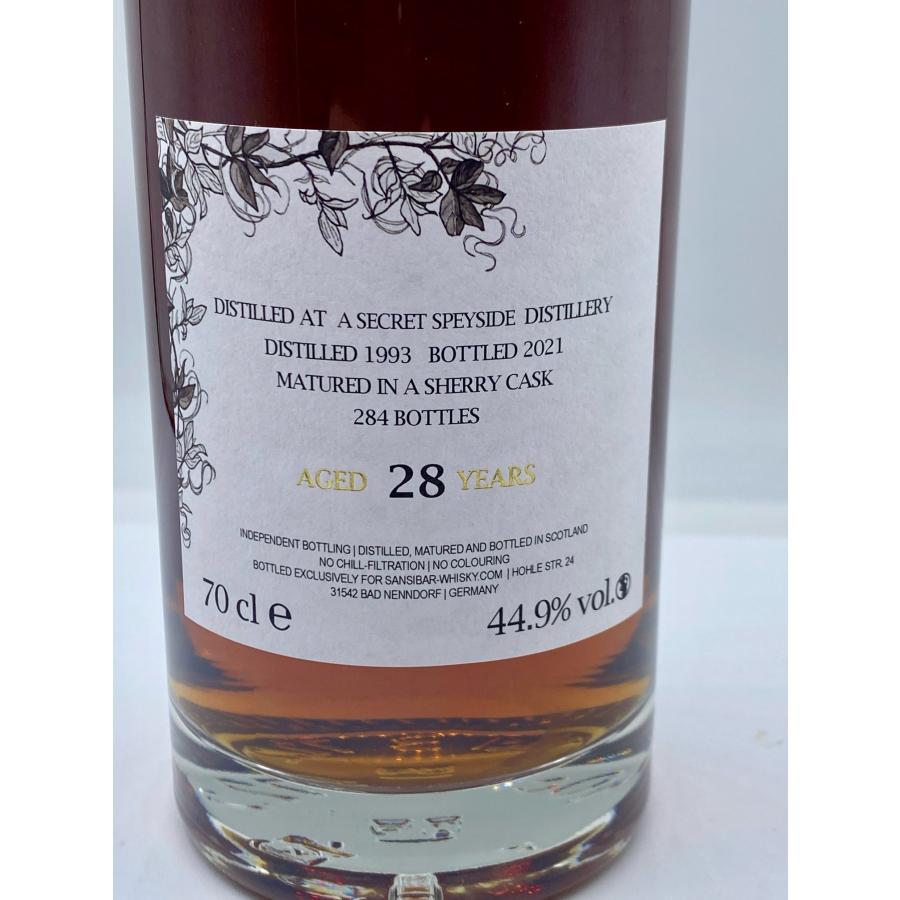 DISTILLED AT A SECRET SPEYSIDE DISTILLERY
DISTILLED 1993 BOTTLED 2021
MATURED IN A SHERRY CASK
284 BOTTLES
AGED 28 YEARS
INDEPENDENT BOTTLING | DISTILLED, MATURED AND BOTTLED IN SCOTLAND
NO CHILL-FILTRATION | NO COLOURING
BOTTLED EXCLUSIVELY FOR SANSIBAR-WHISKY.COM | HOHLE STR. 24
31542 BAD NENNDORF | GERMANY
70 cl e
44.9% vol.